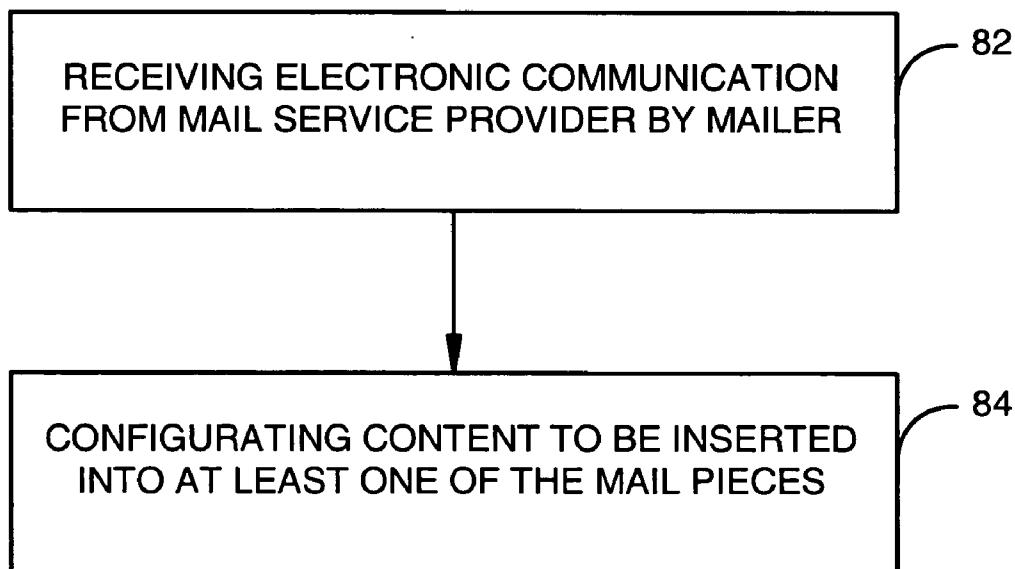 RECEIVING ELECTRONIC COMMUNICATION
FROM MAIL SERVICE PROVIDER BY MAILER
82
CONFIGURATING CONTENT TO BE INSERTED
INTO AT LEAST ONE OF THE MAIL PIECES
84